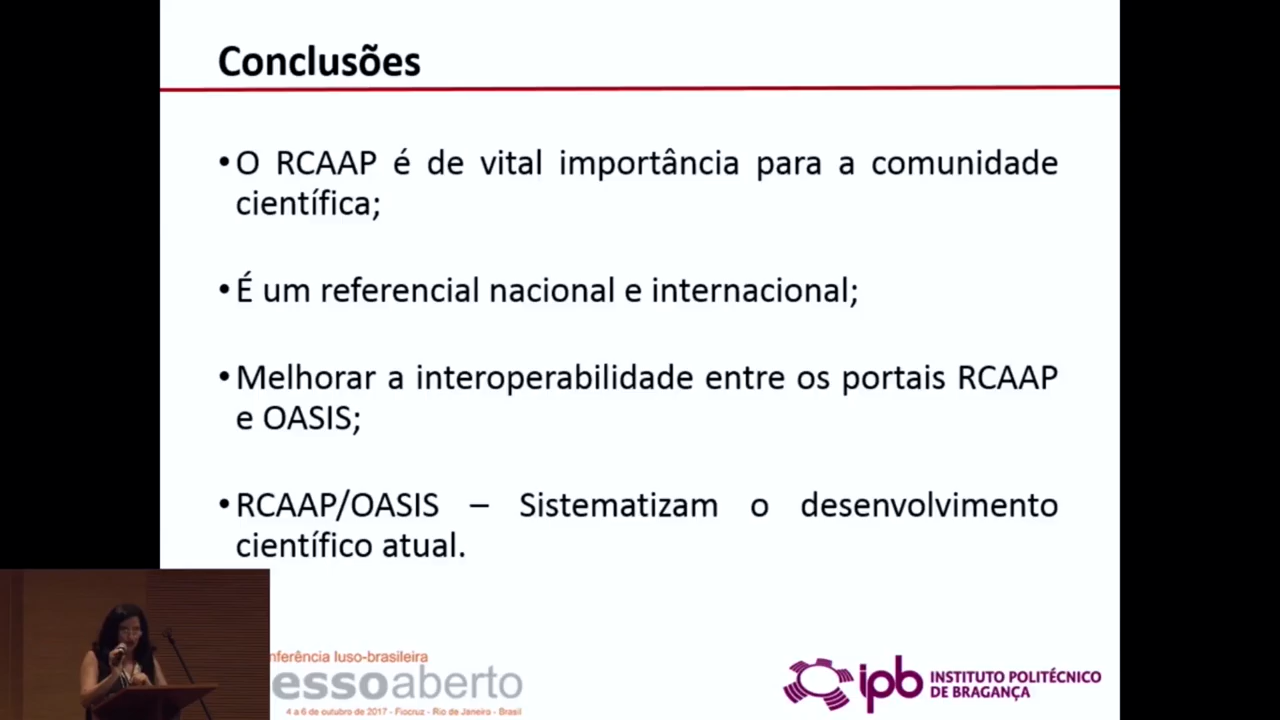 Conclusões
•O RCAAP é de vital importância para a comunidade
científica;
•É um referencial nacional e internacional;
•Melhorar a interoperabilidade entre os portais RCAAP
e OASIS;
•RCAAP/OASIS – Sistematizam o desenvolvimento
científico atual.
nferência luso-brasileira
essoaberto
4 a 6 de outubro de 2017 - Fiocruz - Rio de Janeiro - Brasil
ipb INSTITUTO POLITÉCNICO
DE BRAGANÇA